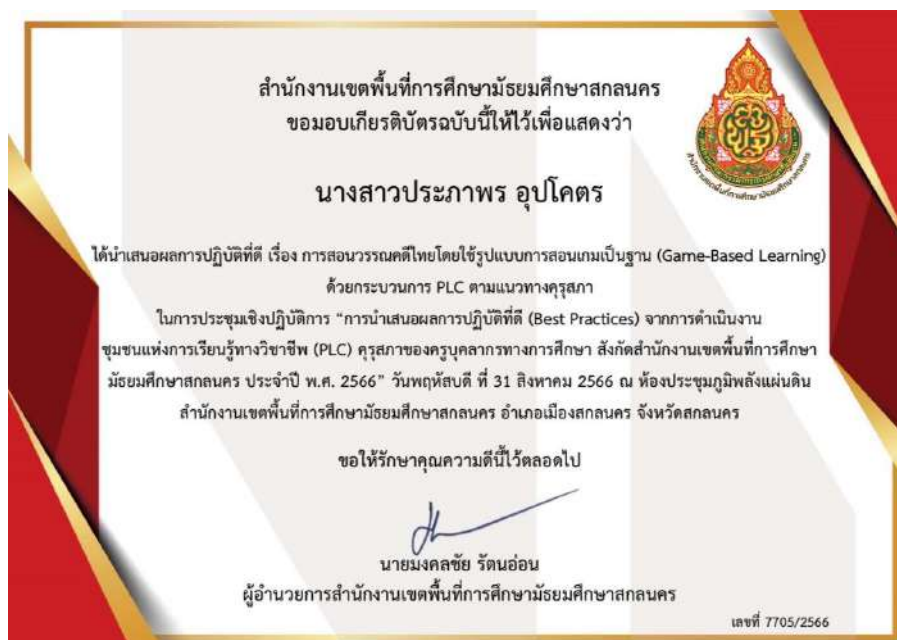 สำนักงานเขตพื้นที่การศึกษามัธยมศึกษาสกลนคร
ขอมอบเกียรติบัตรฉบับนี้ให้ไว้เพื่อแสดงว่า
นางสาวประภาพร อุปโคตร
ได้นำเสนอผลการปฏิบัติที่ดี เรื่อง การสอนวรรณคดีไทยโดยใช้รูปแบบการสอนเกมเป็นฐาน (Game-Based Learning)
ด้วยกระบวนการ PLC ตามแนวทางคุรุสภา
ในการประชุมเชิงปฏิบัติการ “การนำเสนอผลการปฏิบัติที่ดี (Best Practices) จากการดำเนินงาน
ชุมชนแห่งการเรียนรู้ทางวิชาชีพ (PLC) คุรุสภาของครูบุคลากรทางการศึกษา สังกัดสำนักงานเขตพื้นที่การศึกษา
มัธยมศึกษาสกลนคร ประจำปี พ.ศ. 2566” วันพฤหัสบดี ที่ 31 สิงหาคม 2566 ณ ห้องประชุมภูมิพลังแผ่นดิน
สำนักงานเขตพื้นที่การศึกษามัธยมศึกษาสกลนคร อำเภอเมืองสกลนคร จังหวัดสกลนคร
ขอให้รักษาคุณความดีนี้ไว้ตลอดไป
นายมงคลชัย รัตนอ่อน
ผู้อำนวยการสำนักงานเขตพื้นที่การศึกษามัธยมศึกษาสกลนคร
เลขที่ 7705/2566